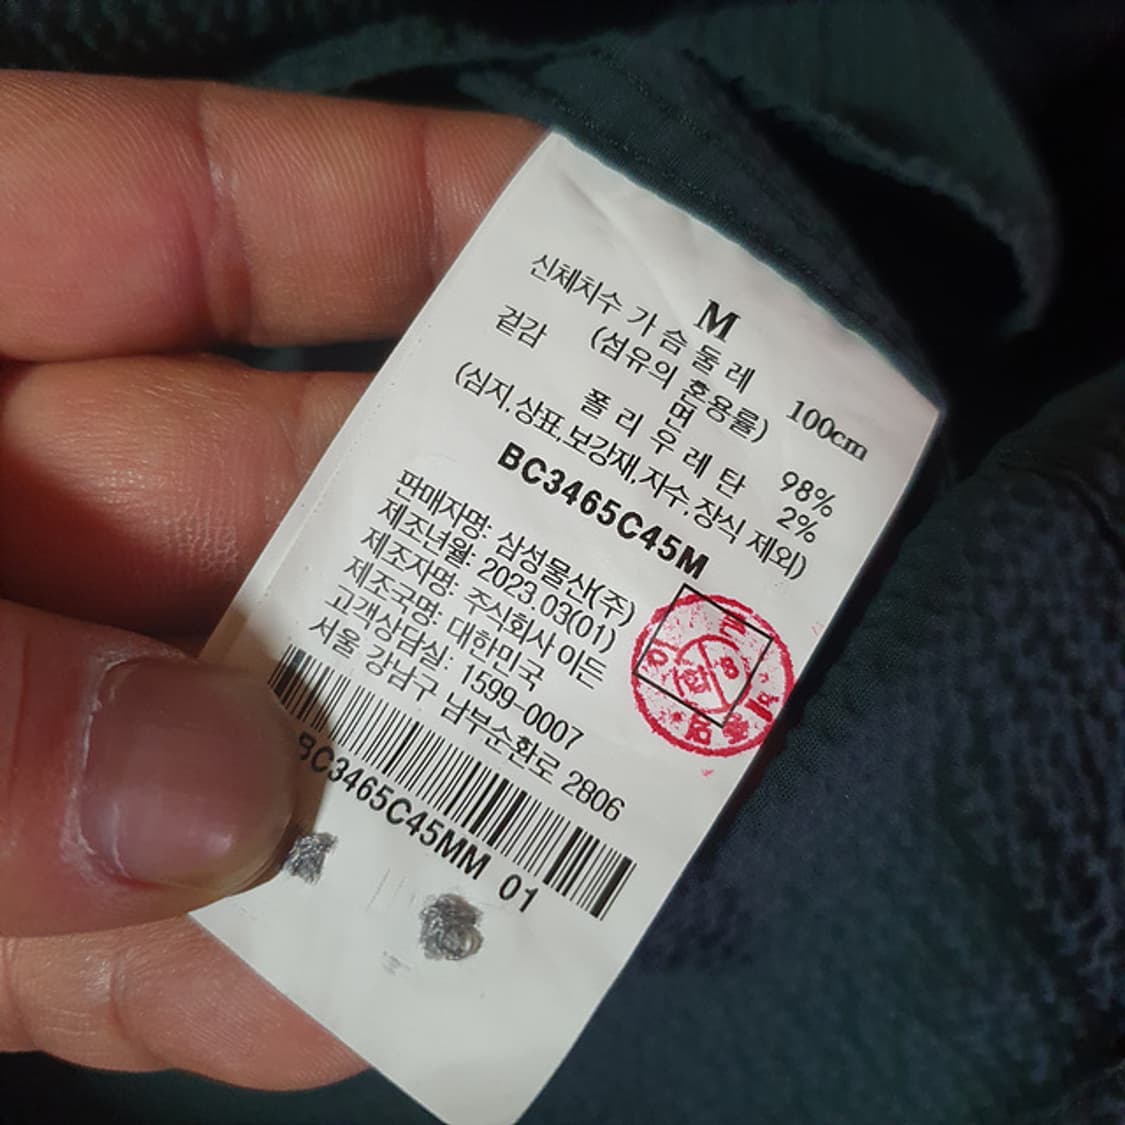 M
신체치수 가 슴 둘 레 100cm
(섬유의 혼용률)
겉감 면 98%
폴 리 우 레 탄 2%
(심지,상표,보강재,자수,장식 제외)
BC3465C45M
판매자명: 삼성물산(주)
제조년월: 2023.03(01)
제조자명: 주식회사 이든
제조국명: 대한민국
고객상담실: 1599-0007
서울 강남구 남부순환로 2806
BC3465C45MM 01